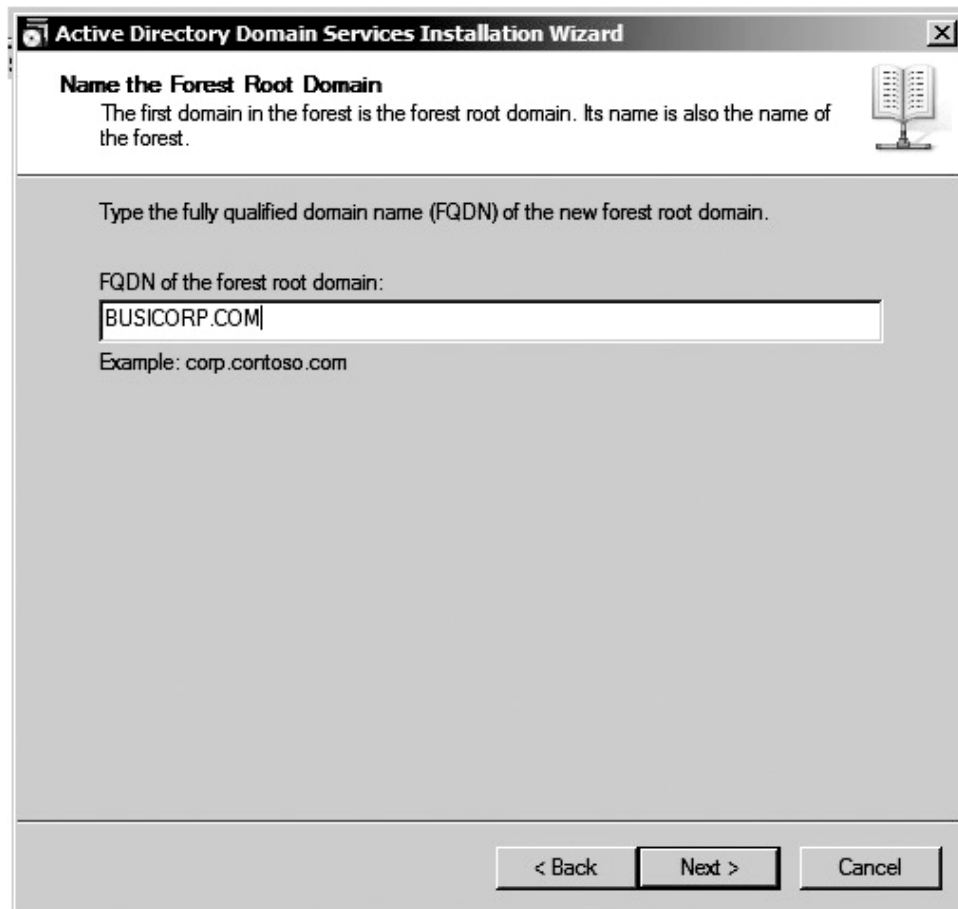 Active Directory Domain Services Installation Wizard
Name the Forest Root Domain
The first domain in the forest is the forest root domain. Its name is also the name of
the forest.
Type the fully qualified domain name (FQDN) of the new forest root domain.
FQDN of the forest root domain:
BUSICORP.COM
Example: corp.contoso.com
< Back Next > Cancel